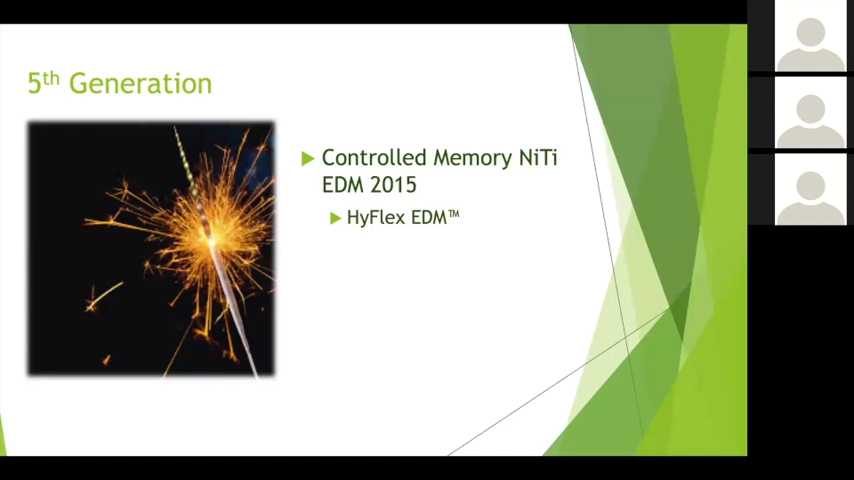 5th Generation
Controlled Memory NiTi
EDM 2015
HyFlex EDM™